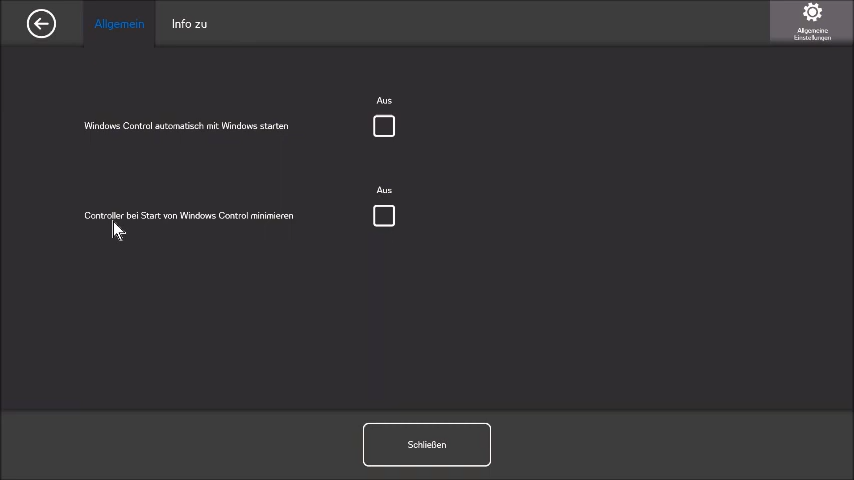 Allgemein
Info zu
Allgemeine
Einstellungen
Aus
Windows Control automatisch mit Windows starten
Aus
Controller bei Start von Windows Control minimieren
Schließen